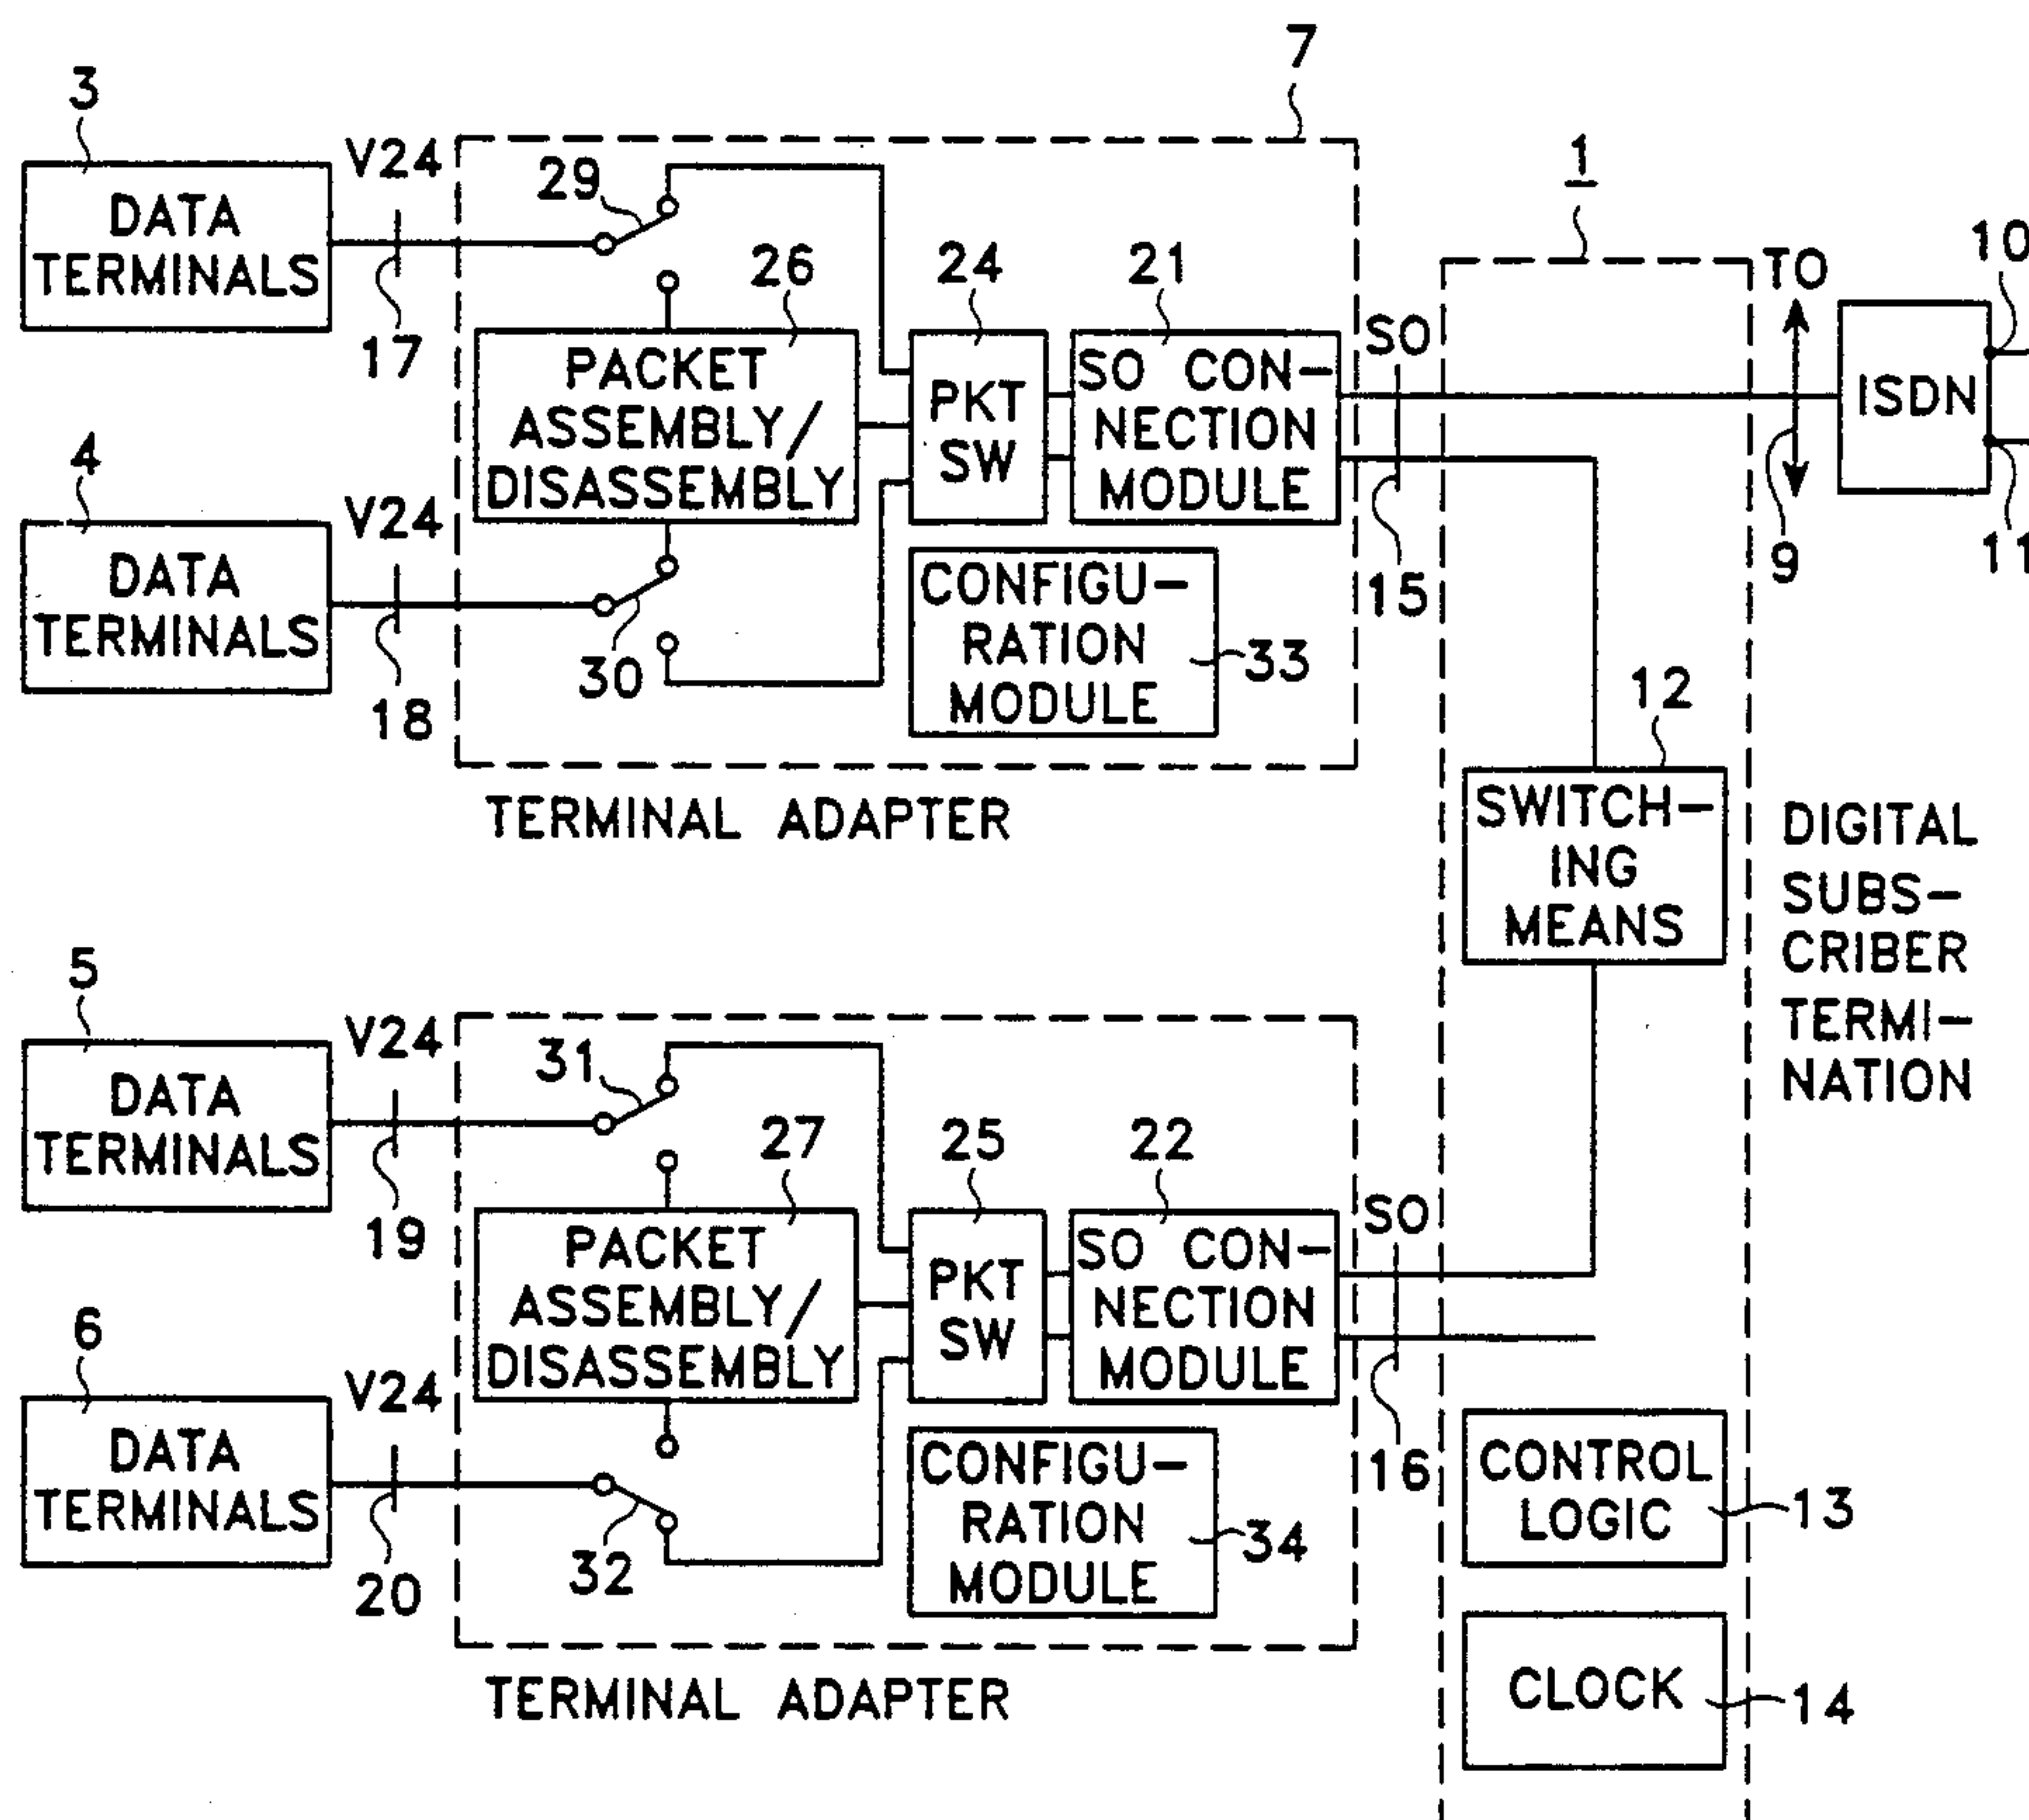 7
3
V24
DATA
TERMINALS
17
29
26
PACKET
ASSEMBLY/
DISASSEMBLY
24
PKT
SW
21
SO CON-
NECTION
MODULE
SO
15
1
TO
9
10
ISDN
11
4
V24
DATA
TERMINALS
18
30
CONFIGU-
RATION
MODULE
33
TERMINAL ADAPTER
12
SWITCH-
ING
MEANS
DIGITAL
SUBS-
CRIBER
TERMI-
NATION
5
V24
DATA
TERMINALS
19
31
27
PACKET
ASSEMBLY/
DISASSEMBLY
25
PKT
SW
22
SO CON-
NECTION
MODULE
SO
16
6
V24
DATA
TERMINALS
20
32
CONFIGU-
RATION
MODULE
34
TERMINAL ADAPTER
CONTROL
LOGIC
13
CLOCK
14